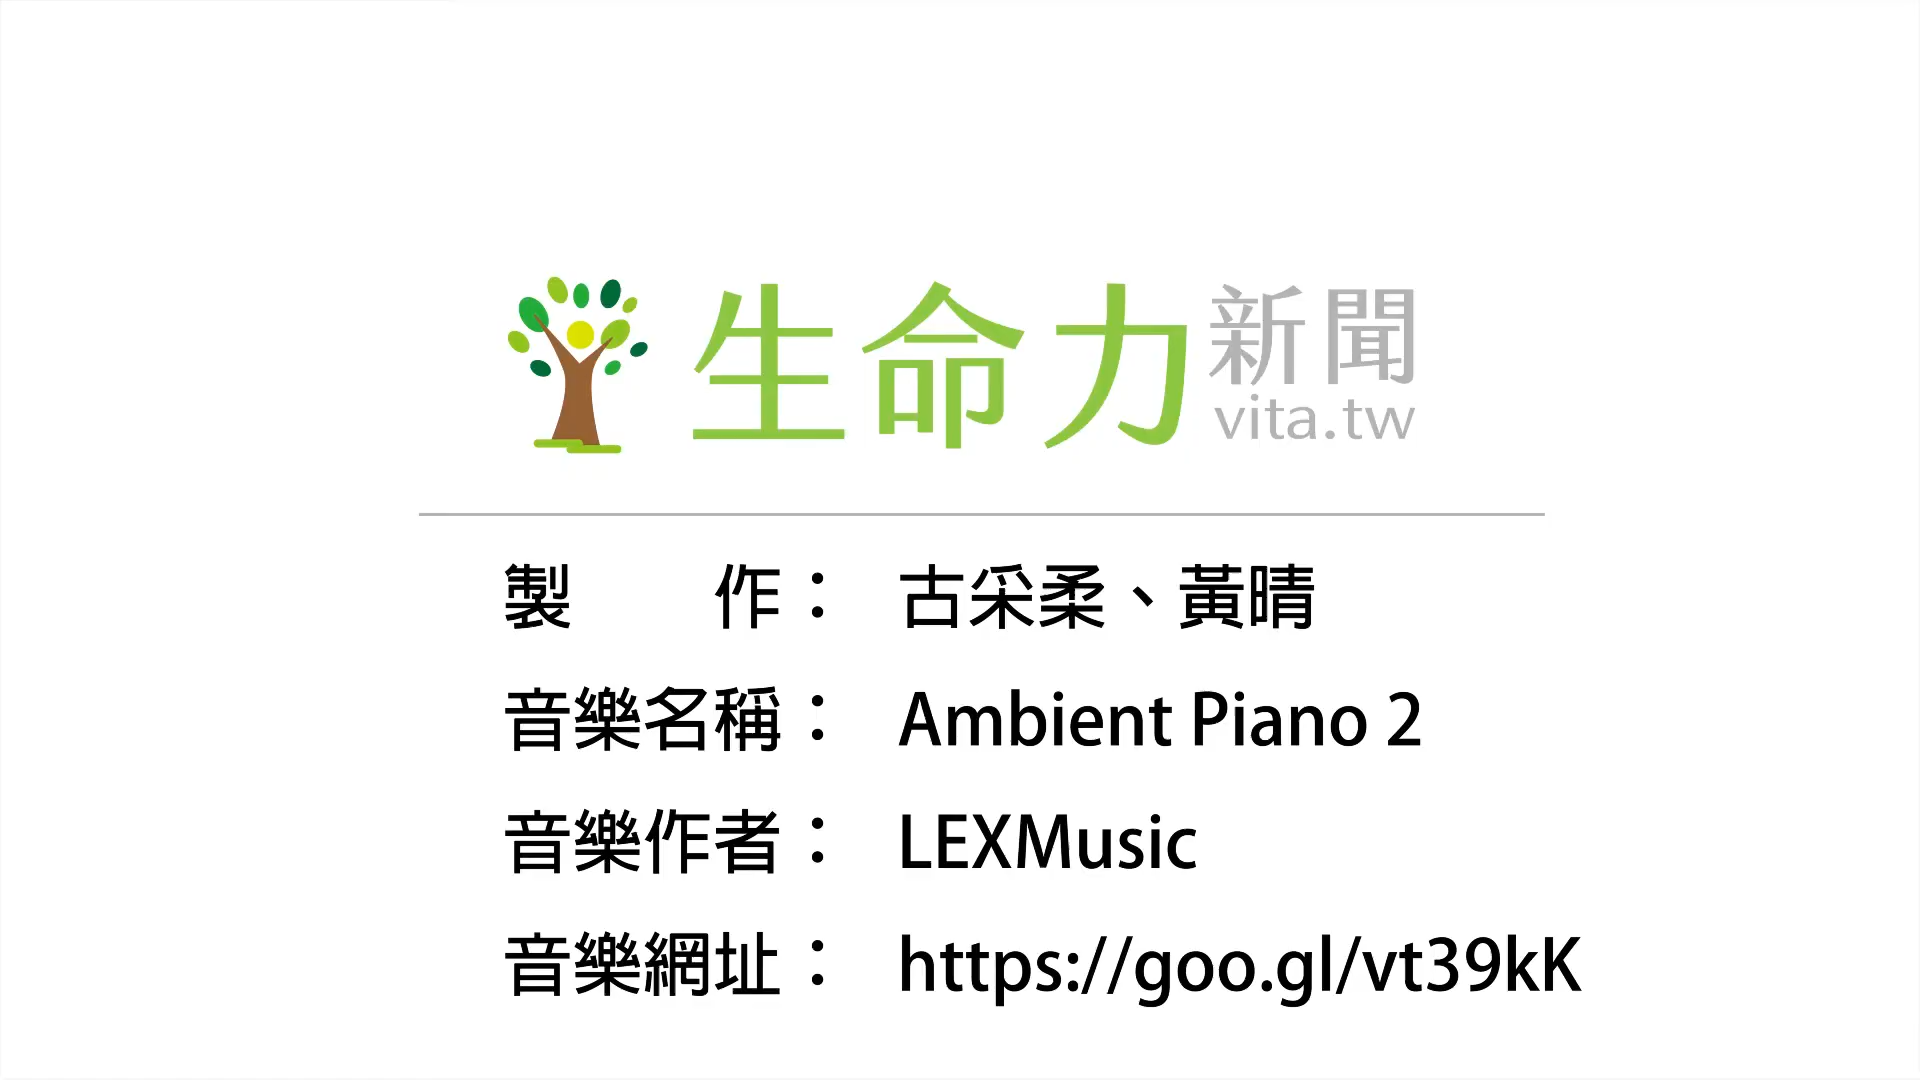 生命力新聞
vita.tw
製　　作：　古采柔、黃晴
音樂名稱：　Ambient Piano 2
音樂作者：　LEXMusic
音樂網址：　https://goo.gl/vt39kK